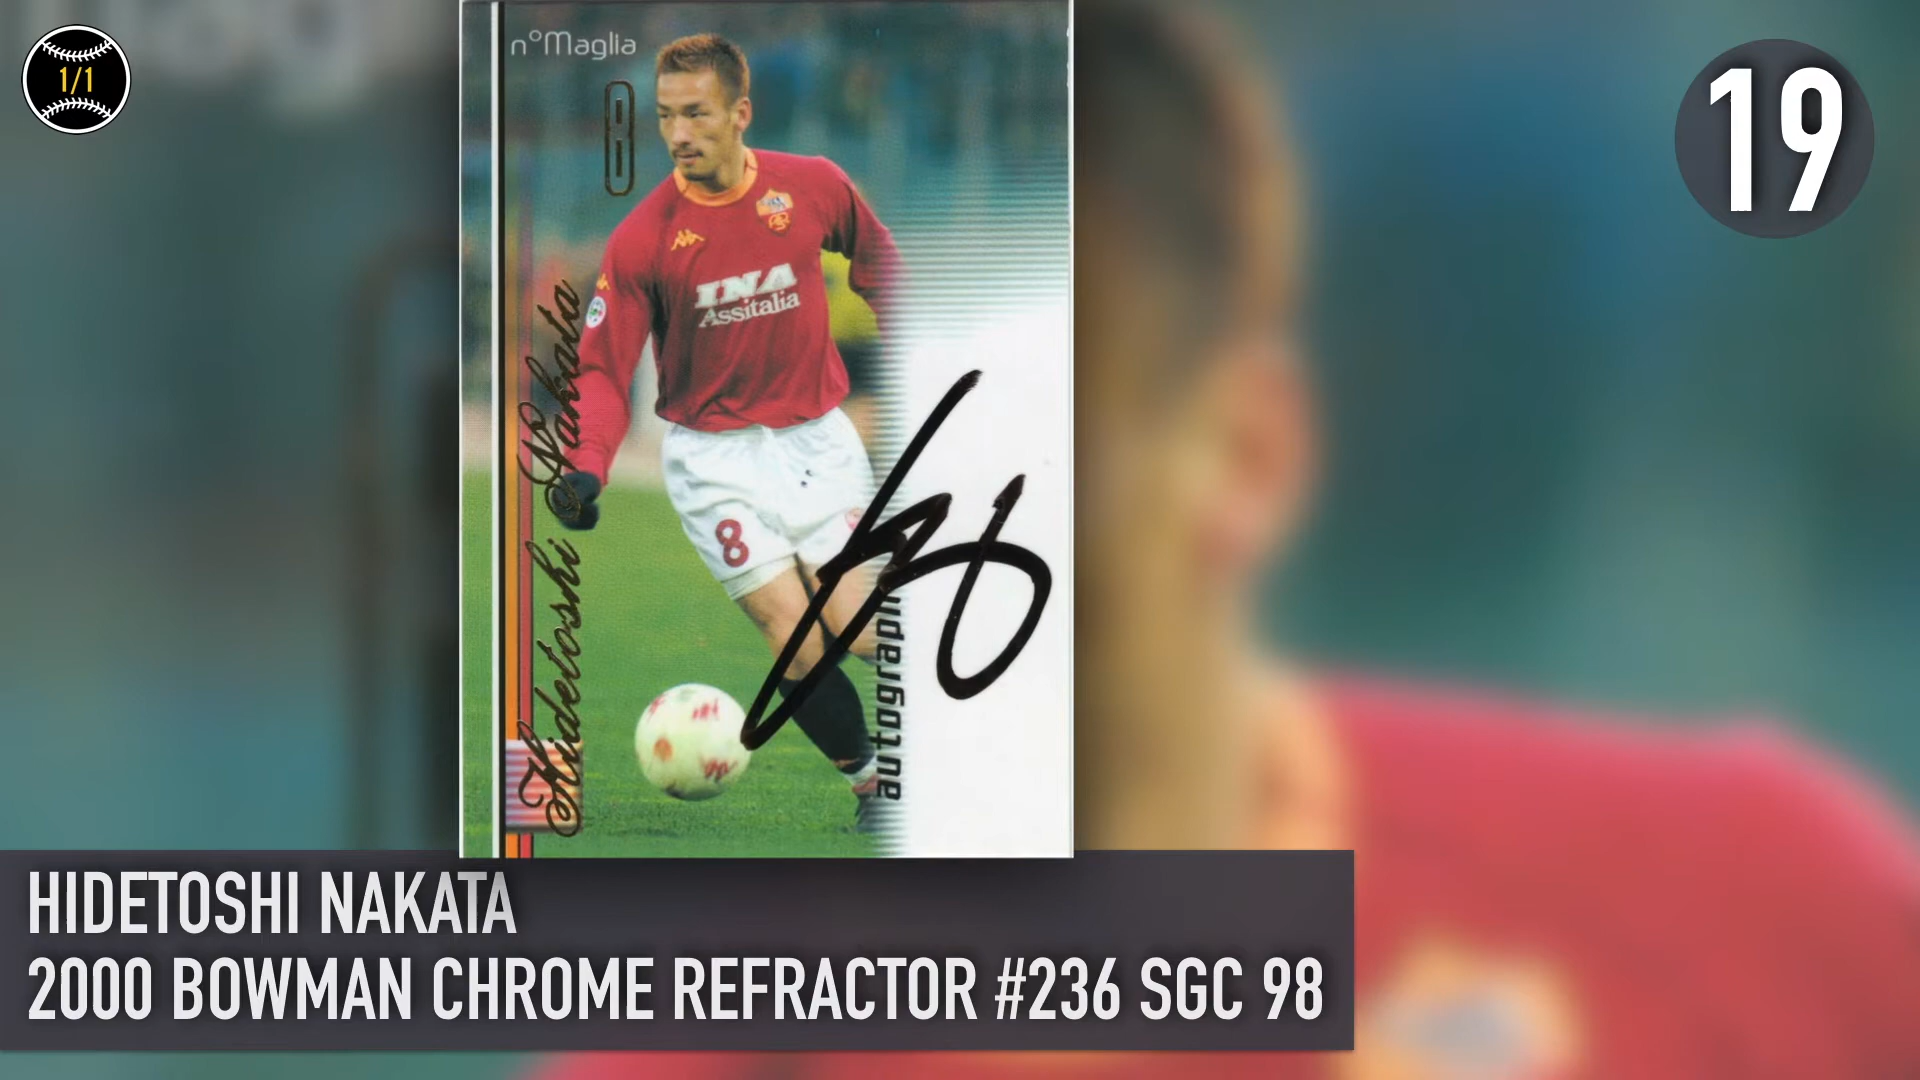 1/1
n°Maglia
8
19
Hidetoshi Nakata
INA
Assitalia
8
autograph
HIDETOSHI NAKATA
2000 BOWMAN CHROME REFRACTOR #236 SGC 98